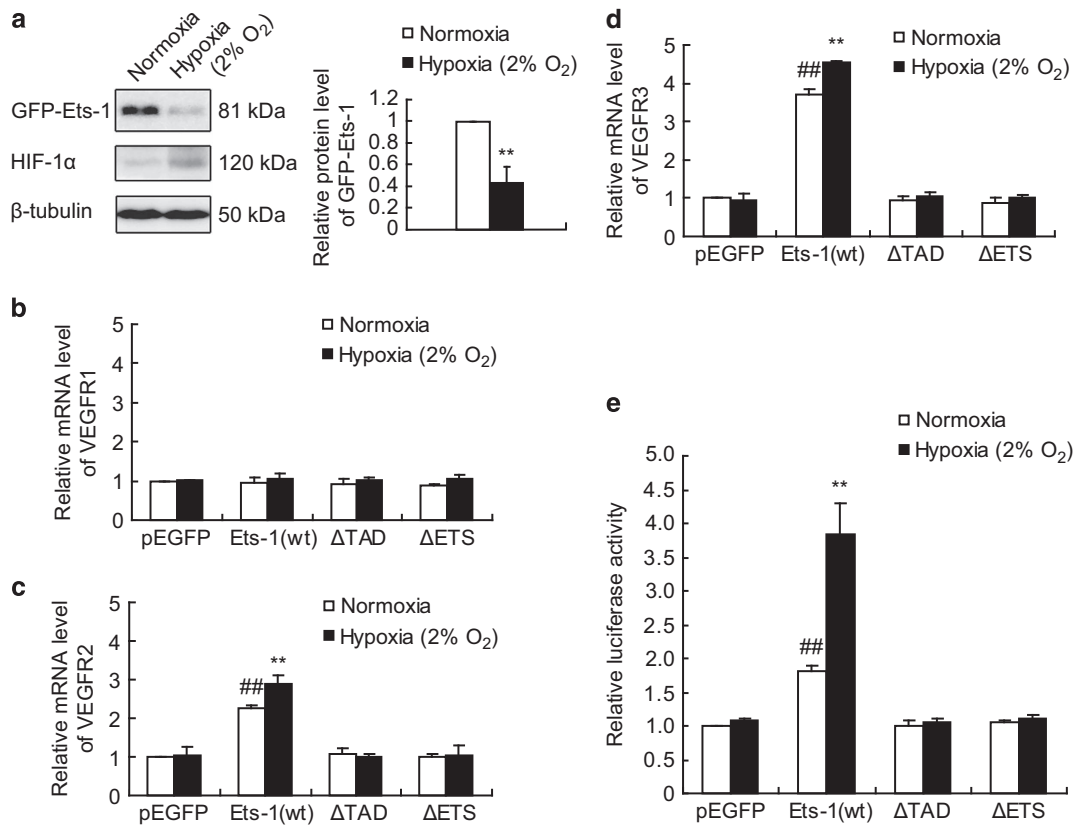 a
Normoxia
Hypoxia
(2% O2)
GFP-Ets-1
81 kDa
HIF-1α
120 kDa
β-tubulin
50 kDa
Normoxia
Hypoxia (2% O2)
Relative protein level
of GFP-Ets-1
1.2
1
0.8
0.6
0.4
0.2
0
**
b
Normoxia
Hypoxia (2% O2)
Relative mRNA level
of VEGFR1
5
4
3
2
1
0
pEGFP
Ets-1(wt)
ΔTAD
ΔETS
c
Normoxia
Hypoxia (2% O2)
Relative mRNA level
of VEGFR2
5
4
3
2
1
0
##
**
pEGFP
Ets-1(wt)
ΔTAD
ΔETS
d
Normoxia
Hypoxia (2% O2)
Relative mRNA level
of VEGFR3
5
4
3
2
1
0
##
**
pEGFP
Ets-1(wt)
ΔTAD
ΔETS
e
Normoxia
Hypoxia (2% O2)
Relative luciferase activity
5.0
4.5
4.0
3.5
3.0
2.5
2.0
1.5
1.0
0.5
0.0
##
**
pEGFP
Ets-1(wt)
ΔTAD
ΔETS